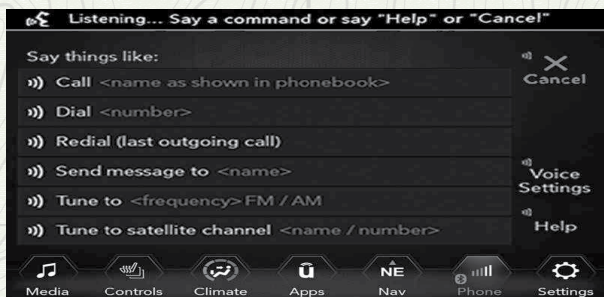 Listening... Say a command or say "Help" or "Cancel"
Say things like:
Call <name as shown in phonebook>
Dial <number>
Redial (last outgoing call)
Send message to <name>
Tune to <frequency> FM / AM
Tune to satellite channel <name / number>
Cancel
Voice
Settings
Help
Media
Controls
Climate
ū
Apps
NE
Nav
Phone
Settings